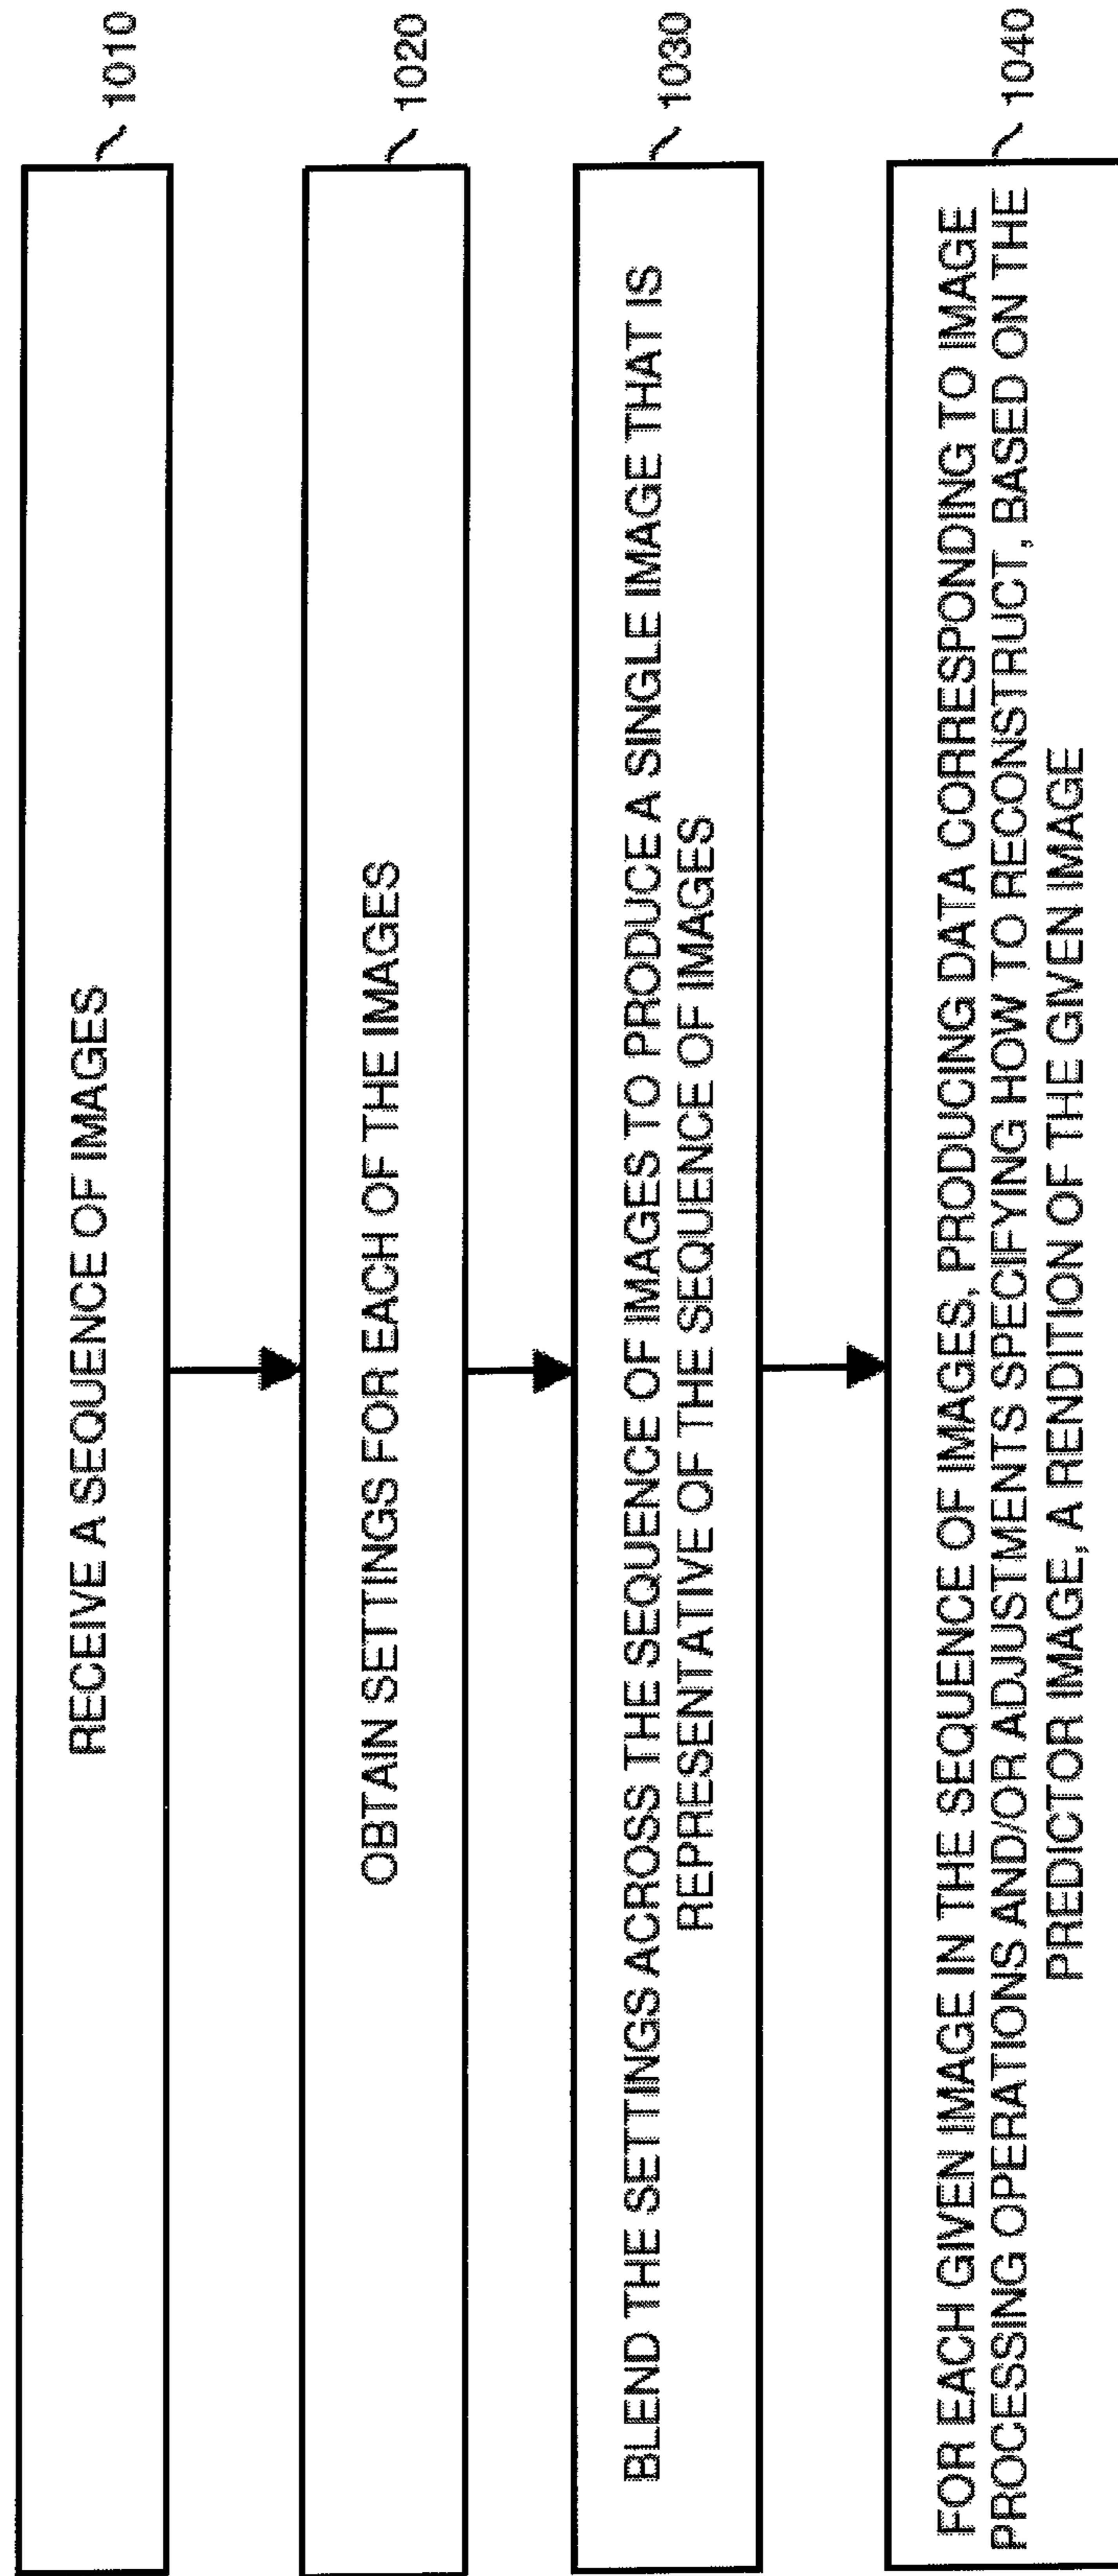 RECEIVE A SEQUENCE OF IMAGES
1010
OBTAIN SETTINGS FOR EACH OF THE IMAGES
1020
BLEND THE SETTINGS ACROSS THE SEQUENCE OF IMAGES TO PRODUCE A SINGLE IMAGE THAT IS
REPRESENTATIVE OF THE SEQUENCE OF IMAGES
1030
FOR EACH GIVEN IMAGE IN THE SEQUENCE OF IMAGES, PRODUCING DATA CORRESPONDING TO IMAGE
PROCESSING OPERATIONS AND/OR ADJUSTMENTS SPECIFYING HOW TO RECONSTRUCT, BASED ON THE
PREDICTOR IMAGE, A RENDITION OF THE GIVEN IMAGE
1040